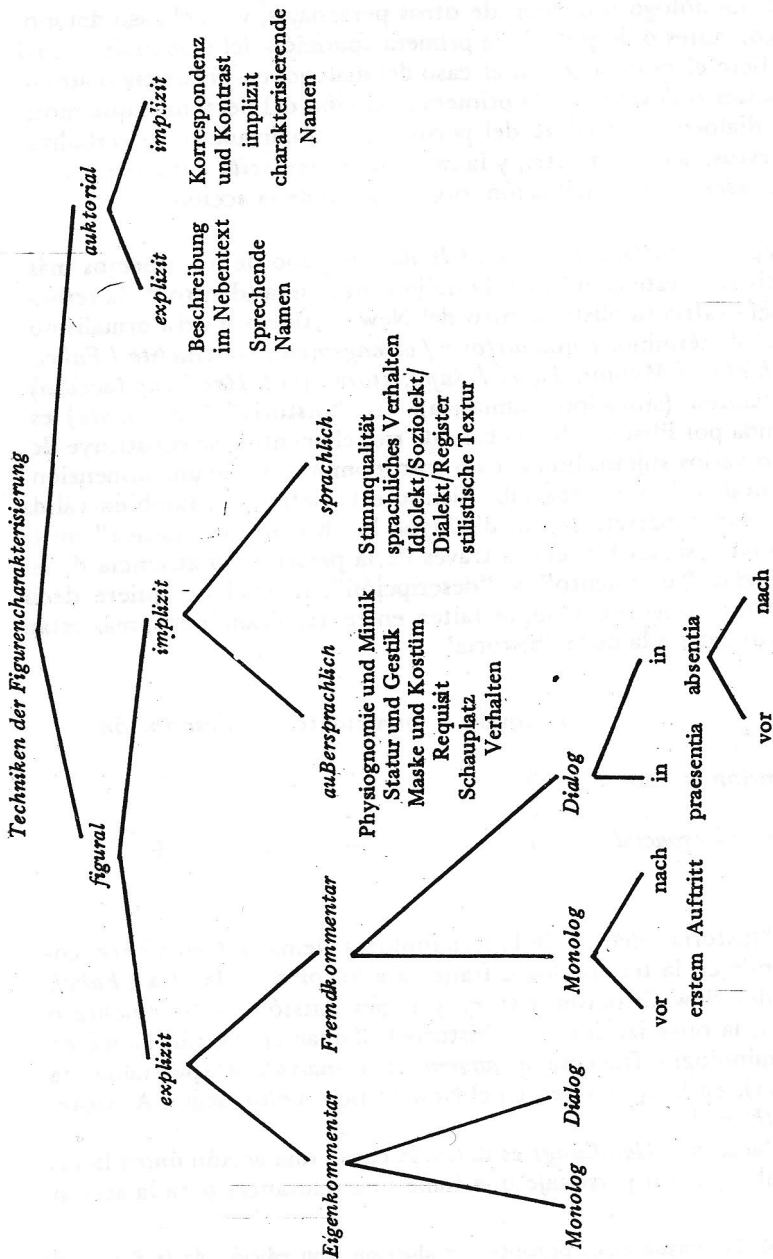 Techniken der Figurencharakterisierung
figural
auktorial
explizit
implizit
explizit
implizit
Beschreibung
im Nebentext
Sprechende
Namen
Korrespondenz
und Kontrast
implizit
charakterisierende
Namen
Eigenkommentar
Fremdkommentar
auBersprachlich
sprachlich
Physiognomie und Mimik
Statur und Gestik
Maske und Kostüm
Requisit
Schauplatz
Verhalten
Stimmqualität
sprahliches Verhalten
Idiolekt/Soziolekt/
Dialekt/Register
stilistische Textur
Monolog
Dialog
Monolog
Dialog
vor
nach
erstem Auftritt
in
praesentia
in
absentia
vor
nach